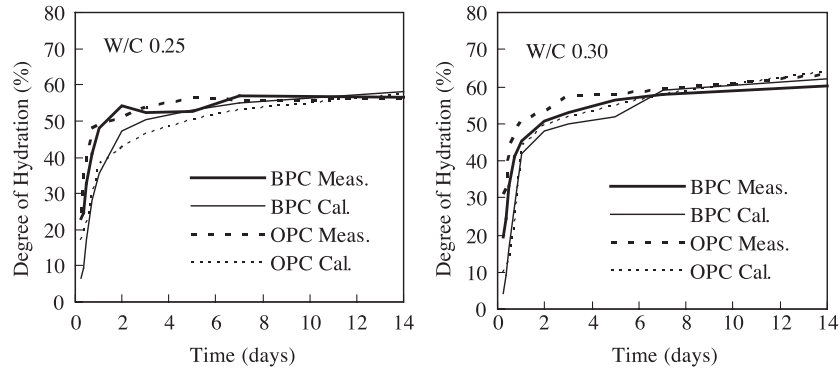 80
70
60
50
40
30
20
10
0
Degree of Hydration (%)
W/C 0.25
BPC Meas.
BPC Cal.
OPC Meas.
OPC Cal.
0 2 4 6 8 10 12 14
Time (days)
80
70
60
50
40
30
20
10
0
Degree of Hydration (%)
W/C 0.30
BPC Meas.
BPC Cal.
OPC Meas.
OPC Cal.
0 2 4 6 8 10 12 14
Time (days)